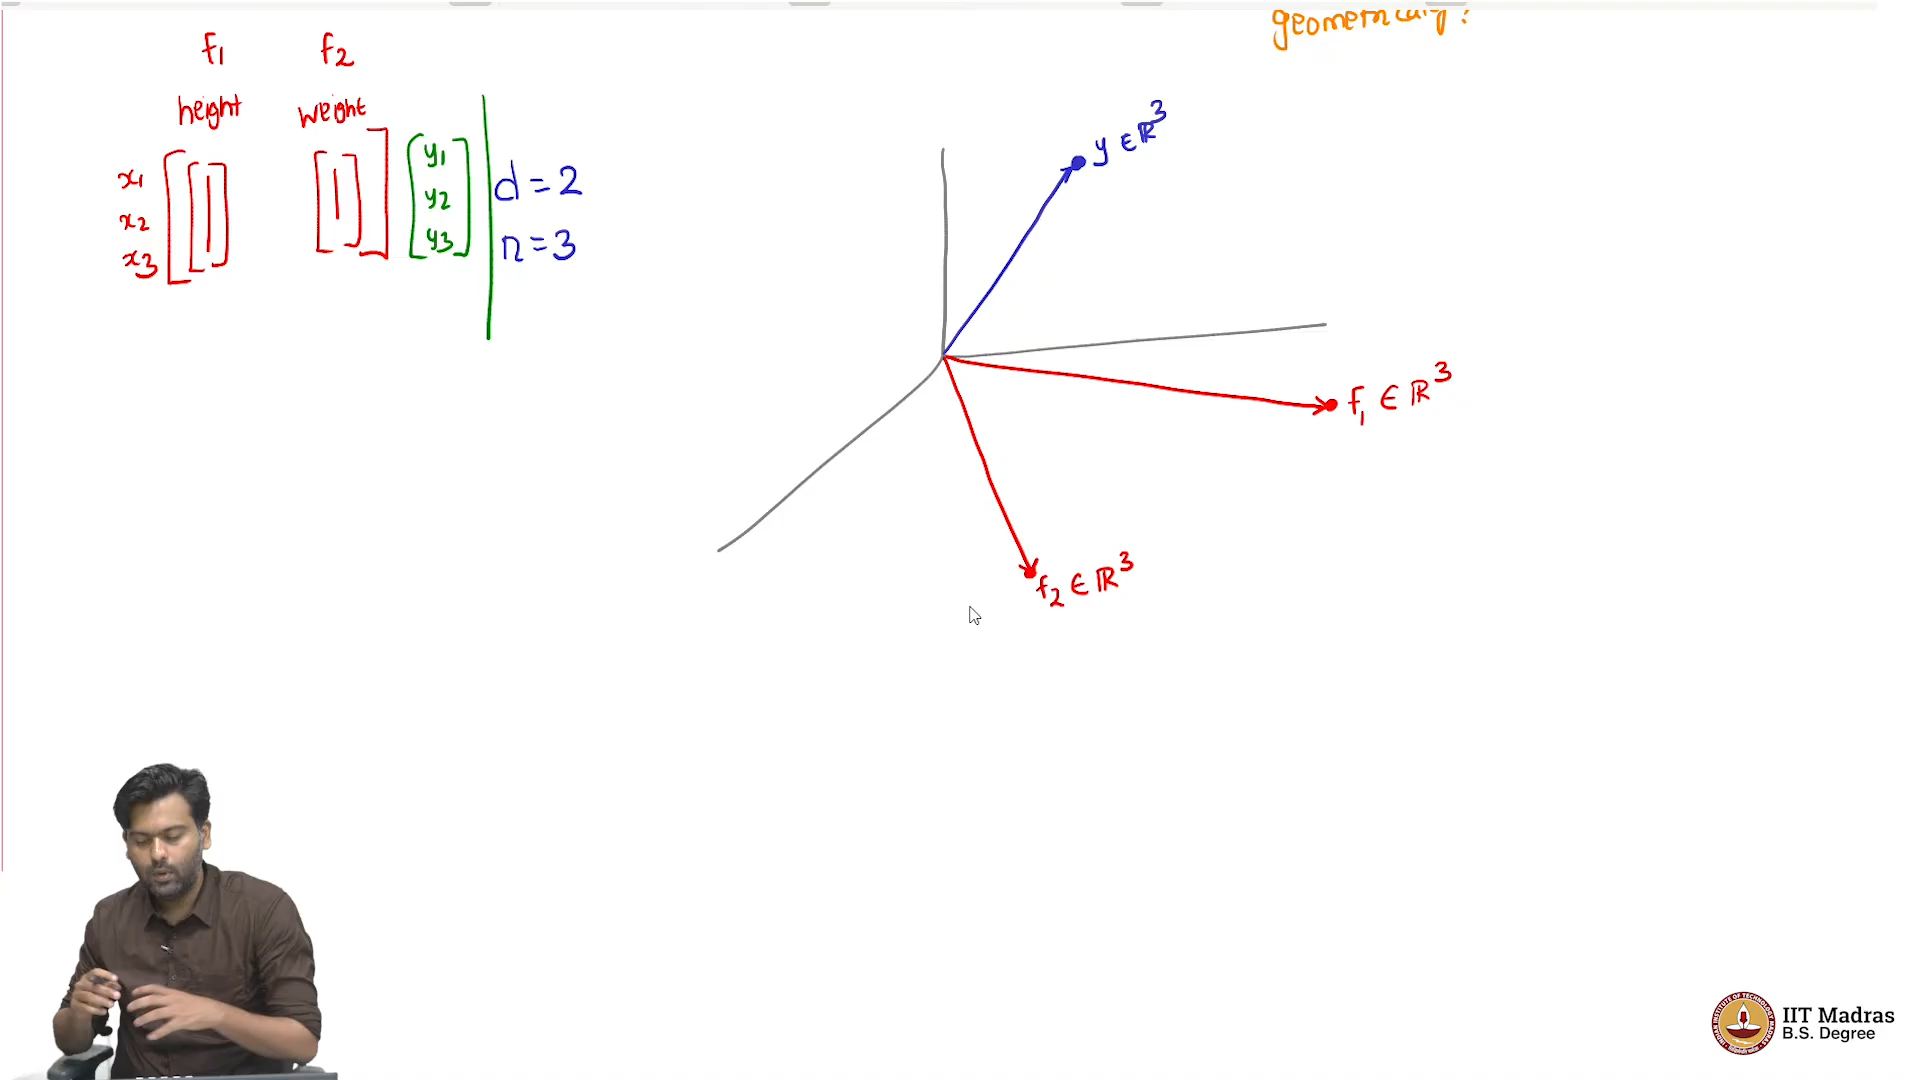 geometrically?
f1 f2
height weight
x1
x2
x3
y1
y2
y3
d = 2
n = 3
y ∈ ℝ³
f1 ∈ ℝ³
f2 ∈ ℝ³
IIT Madras
B.S. Degree